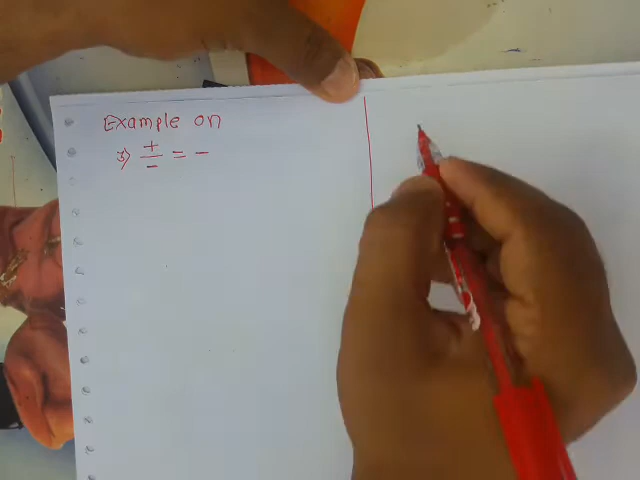 Example on
3) + / - = -